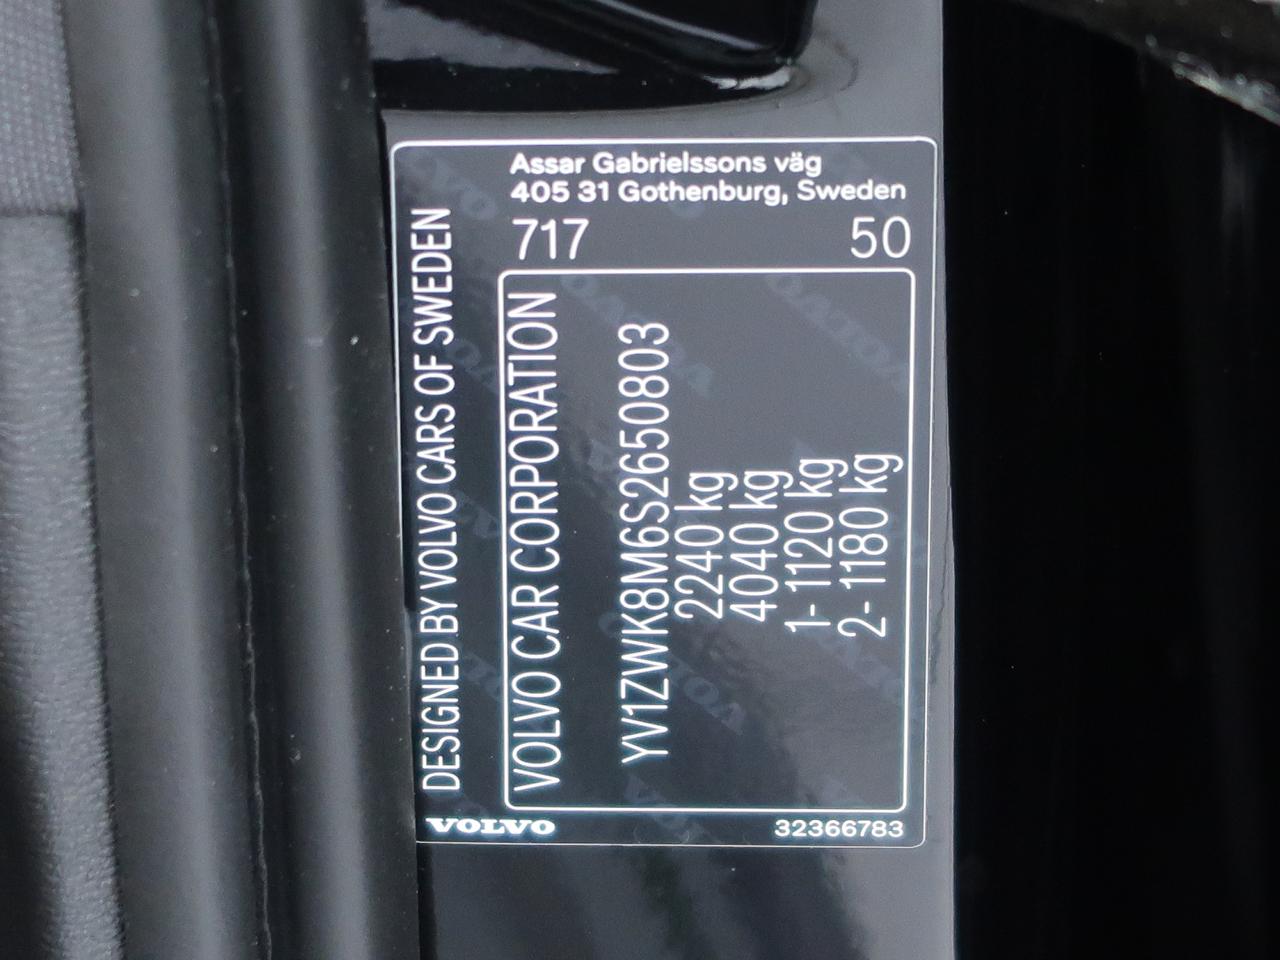 Assar Gabrielssons väg
405 31 Gothenburg, Sweden
717 50
DESIGNED BY VOLVO CARS OF SWEDEN
VOLVO CAR CORPORATION
YV1ZWK8M6S2650803
2240 kg
4040 kg
1- 1120 kg
2- 1180 kg
VOLVO 32366783